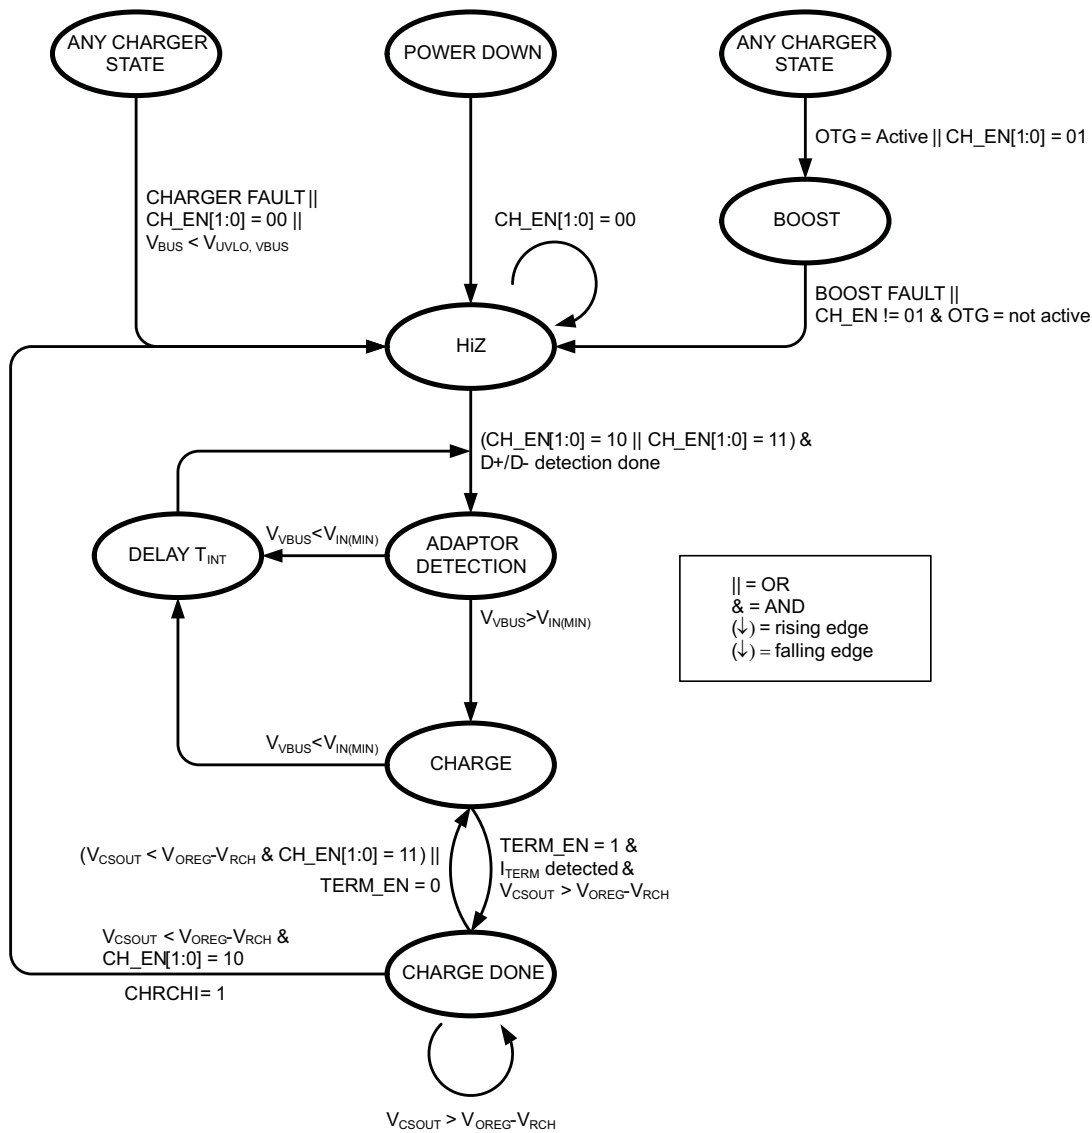 ANY CHARGER
STATE
POWER DOWN
ANY CHARGER
STATE
OTG = Active || CH_EN[1:0] = 01
CHARGER FAULT ||
CH_EN[1:0] = 00 ||
VBUS < VUVLO, VBUS
CH_EN[1:0] = 00
BOOST
BOOST FAULT ||
CH_EN != 01 & OTG = not active
HiZ
(CH_EN[1:0] = 10 || CH_EN[1:0] = 11) &
D+/D- detection done
DELAY TINT
VVBUS<VIN(MIN)
ADAPTOR
DETECTION
VVBUS>VIN(MIN)
|| = OR
& = AND
(↓) = rising edge
(↓) = falling edge
VVBUS<VIN(MIN)
CHARGE
(VCSOUT < VOREG-VRCH & CH_EN[1:0] = 11) ||
TERM_EN = 0
TERM_EN = 1 &
ITERM detected &
VCSOUT > VOREG-VRCH
VCSOUT < VOREG-VRCH &
CH_EN[1:0] = 10
CHRCHI= 1
CHARGE DONE
VCSOUT > VOREG-VRCH